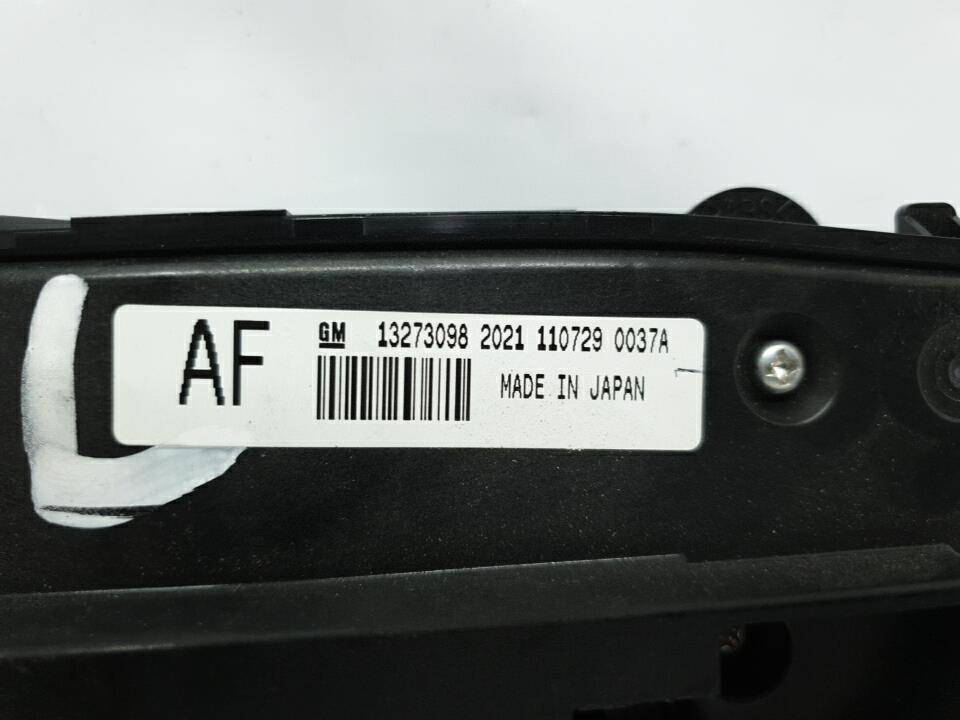 AF
GM 13273098 2021 110729 0037A
MADE IN JAPAN